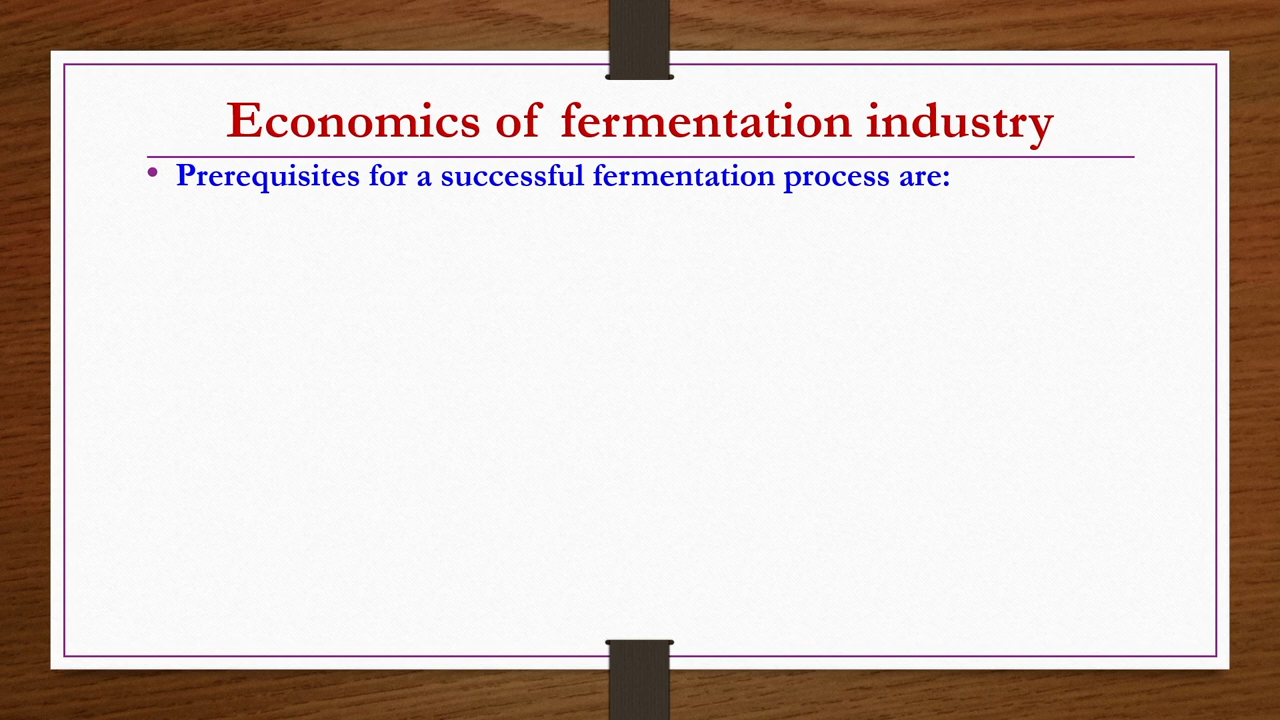 Economics of fermentation industry
• Prerequisites for a successful fermentation process are: